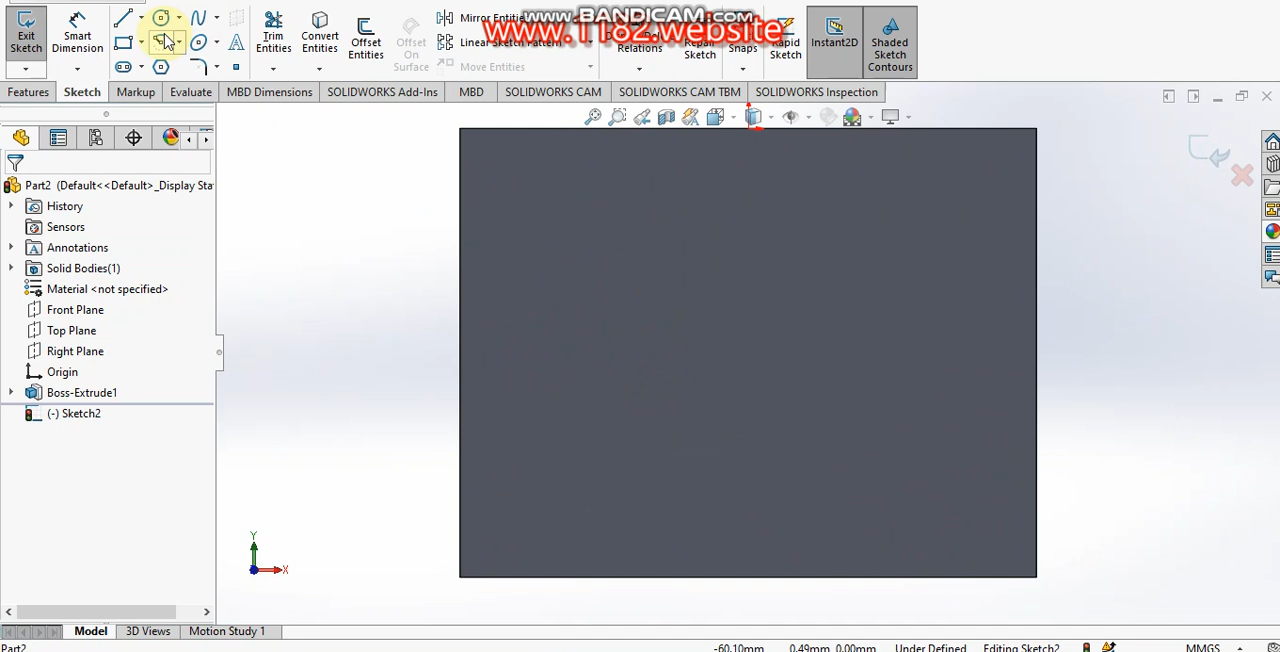 www.BANDICAM.com
www.1182.website
Exit Sketch
Smart Dimension
Trim Entities
Convert Entities
Offset Entities
Offset On Surface
Mirror Entities
Linear Sketch Pattern
Move Entities
Relations
Repair Sketch
Snaps
Rapid Sketch
Instant2D
Shaded Sketch Contours
Features
Sketch
Markup
Evaluate
MBD Dimensions
SOLIDWORKS Add-Ins
MBD
SOLIDWORKS CAM
SOLIDWORKS CAM TBM
SOLIDWORKS Inspection
Part2 (Default<<Default>_Display Sta
History
Sensors
Annotations
Solid Bodies(1)
Material <not specified>
Front Plane
Top Plane
Right Plane
Origin
Boss-Extrude1
(-) Sketch2
Y
X
Model
3D Views
Motion Study 1
Part2
-60.10mm
0.49mm
0.00mm
Under Defined
Editing Sketch2
MMGS